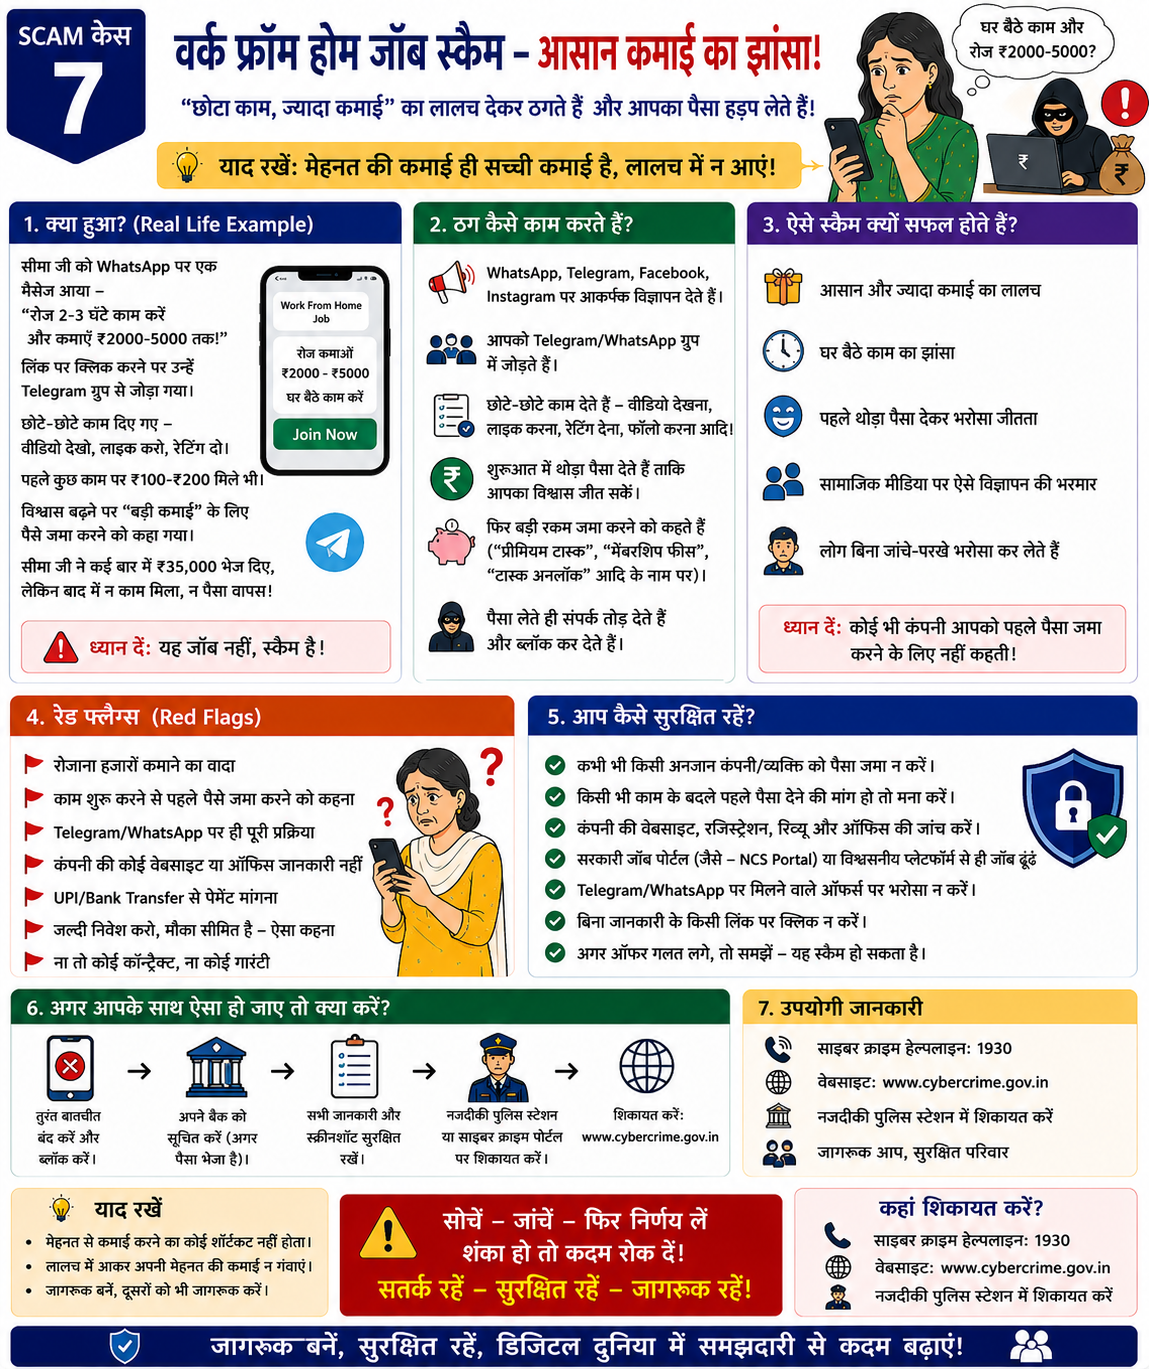 SCAM केस
7
वर्क फ्रॉम होम जॉब स्कैम – आसान कमाई का झांसा!
“छोटा काम, ज्यादा कमाई” का लालच देकर ठगते हैं और आपका पैसा हड़प लेते हैं!
याद रखें: मेहनत की कमाई ही सच्ची कमाई है, लालच में न आएं!
घर बैठे काम और
रोज ₹2000-5000?
!
₹
₹
1. क्या हुआ? (Real Life Example)
सीमा जी को WhatsApp पर एक
मैसेज आया –
“रोज 2-3 घंटे काम करें
और कमाएँ ₹2000-5000 तक!”
लिंक पर क्लिक करने पर उन्हें
Telegram ग्रुप से जोड़ा गया।
छोटे-छोटे काम दिए गए –
वीडियो देखो, लाइक करो, रेटिंग दो।
पहले कुछ काम पर ₹100-₹200 मिले भी।
विश्वास बढ़ने पर “बड़ी कमाई” के लिए
पैसे जमा करने को कहा गया।
सीमा जी ने कई बार में ₹35,000 भेज दिए,
लेकिन बाद में न काम मिला, न पैसा वापस!
Work From Home
Job
रोज कमाओं
₹2000 - ₹5000
घर बैठे काम करें
Join Now
ध्यान दें: यह जॉब नहीं, स्कैम है!
2. ठग कैसे काम करते हैं?
WhatsApp, Telegram, Facebook,
Instagram पर आकर्फक विज्ञापन देते हैं।
आपको Telegram/WhatsApp ग्रुप
में जोड़ते हैं।
छोटे-छोटे काम देते हैं – वीडियो देखना,
लाइक करना, रेटिंग देना, फॉलो करना आदि!
₹
शुरूआत में थोड़ा पैसा देते हैं ताकि
आपका विश्वास जीत सकें।
फिर बड़ी रकम जमा करने को कहते हैं
(“प्रीमियम टास्क”, “मेंबरशिप फीस”,
“टास्क अनलॉक” आदि के नाम पर)।
पैसा लेते ही संपर्क तोड़ देते हैं
और ब्लॉक कर देते हैं।
3. ऐसे स्कैम क्यों सफल होते हैं?
आसान और ज्यादा कमाई का लालच
घर बैठे काम का झांसा
पहले थोड़ा पैसा देकर भरोसा जीतता
सामाजिक मीडिया पर ऐसे विज्ञापन की भरमार
लोग बिना जांचे-परखे भरोसा कर लेते हैं
ध्यान दें: कोई भी कंपनी आपको पहले पैसा जमा
करने के लिए नहीं कहती!
4. रेड फ्लैग्स (Red Flags)
रोजाना हजारों कमाने का वादा
काम शुरू करने से पहले पैसे जमा करने को कहना
Telegram/WhatsApp पर ही पूरी प्रक्रिया
कंपनी की कोई वेबसाइट या ऑफिस जानकारी नहीं
UPI/Bank Transfer से पेमेंट मांगना
जल्दी निवेश करो, मौका सीमित है – ऐसा कहना
ना तो कोई कॉन्ट्रैक्ट, ना कोई गारंटी
?
?
5. आप कैसे सुरक्षित रहें?
कभी भी किसी अनजान कंपनी/व्यक्ति को पैसा जमा न करें।
किसी भी काम के बदले पहले पैसा देने की मांग हो तो मना करें।
कंपनी की वेबसाइट, रजिस्ट्रेशन, रिव्यू और ऑफिस की जांच करें।
सरकारी जॉब पोर्टल (जैसे – NCS Portal) या विश्वसनीय प्लेटफॉर्म से ही जॉब ढूंढ़ें
Telegram/WhatsApp पर मिलने वाले ऑफर्स पर भरोसा न करें।
बिना जानकारी के किसी लिंक पर क्लिक न करें।
अगर ऑफर गलत लगे, तो समझें – यह स्कैम हो सकता है।
6. अगर आपके साथ ऐसा हो जाए तो क्या करें?
तुरंत बातचीत
बंद करें और
ब्लॉक करें।
अपने बैंक को
सूचित करें (अगर
पैसा भेजा है)।
सभी जानकारी और
स्क्रीनशॉट सुरक्षित
रखें।
नजदीकी पुलिस स्टेशन
या साइबर क्राइम पोर्टल
पर शिकायत करें।
शिकायत करें:
www.cybercrime.gov.in
7. उपयोगी जानकारी
साइबर क्राइम हेल्पलाइन: 1930
वेबसाइट: www.cybercrime.gov.in
नजदीकी पुलिस स्टेशन में शिकायत करें
जागरूक आप, सुरक्षित परिवार
याद रखें
• मेहनत से कमाई करने का कोई शॉर्टकट नहीं होता।
• लालच में आकर अपनी मेहनत की कमाई न गंवाएं।
• जागरूक बनें, दूसरों को भी जागरूक करें।
सोचें – जांचें – फिर निर्णय लें
शंका हो तो कदम रोक दें!
सतर्क रहें – सुरक्षित रहें – जागरूक रहें!
कहां शिकायत करें?
साइबर क्राइम हेल्पलाइन: 1930
वेबसाइट: www.cybercrime.gov.in
नजदीकी पुलिस स्टेशन में शिकायत करें
जागरूक बनें, सुरक्षित रहें, डिजिटल दुनिया में समझदारी से कदम बढ़ाएं!